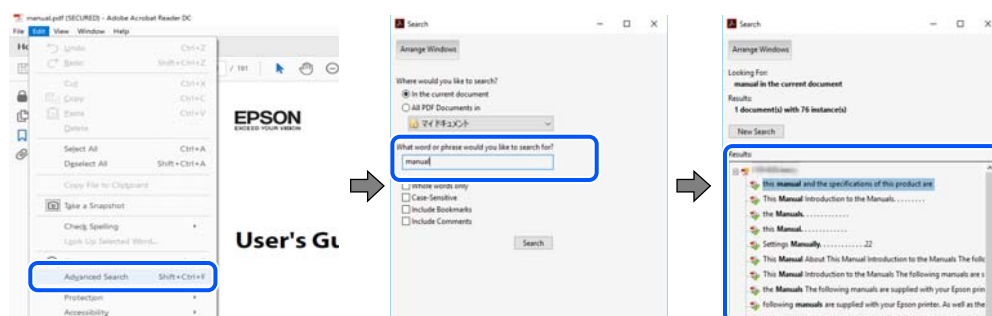 manual.pdf (SECURED) - Adobe Acrobat Reader DC
File Edit View Window Help
Undo Ctrl+Z
Redo Shift+Ctrl+Z
Cut Ctrl+X
Copy Ctrl+C
Paste Ctrl+V
Delete
Select All Ctrl+A
Deselect All Shift+Ctrl+A
Copy File to Clipboard
Take a Snapshot
Check Spelling
Look Up Selected Word...
Advanced Search Shift+Ctrl+F
Protection
Accessibility
/ 181
EPSON
EXCEED YOUR VISION
User's Gu
Search
Arrange Windows
Where would you like to search?
In the current document
All PDF Documents in
マイ ドキュメント
What word or phrase would you like to search for?
manual
Whole words only
Case-Sensitive
Include Bookmarks
Include Comments
Search
Search
Arrange Windows
Looking For:
manual in the current document
Results:
1 document(s) with 76 instance(s)
New Search
Results:
this manual and the specifications of this product are
This Manual Introduction to the Manuals. . . . . . . .
the Manuals. . . . . . . . . . . . .
this Manual. . . . . . . . . . . . .
Settings Manually. . . . . . . . . . . . .22
This Manual About This Manual Introduction to the Manuals The follo
This Manual Introduction to the Manuals The following manuals are s
the Manuals The following manuals are supplied with your Epson prin
following manuals are supplied with your Epson printer. As well as the